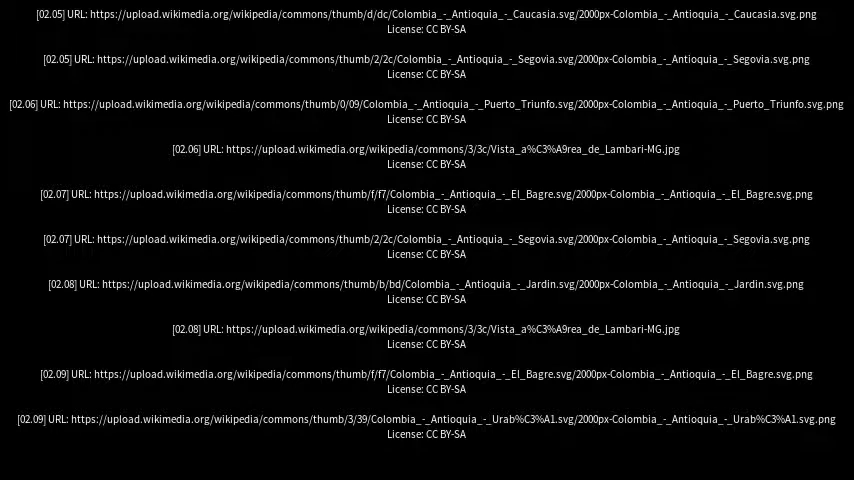 [02.05] URL: https://upload.wikimedia.org/wikipedia/commons/thumb/d/dc/Colombia_-_Antioquia_-_Caucasia.svg/2000px-Colombia_-_Antioquia_-_Caucasia.svg.png
License: CC BY-SA
[02.05] URL: https://upload.wikimedia.org/wikipedia/commons/thumb/2/2c/Colombia_-_Antioquia_-_Segovia.svg/2000px-Colombia_-_Antioquia_-_Segovia.svg.png
License: CC BY-SA
[02.06] URL: https://upload.wikimedia.org/wikipedia/commons/thumb/0/09/Colombia_-_Antioquia_-_Puerto_Triunfo.svg/2000px-Colombia_-_Antioquia_-_Puerto_Triunfo.svg.png
License: CC BY-SA
[02.06] URL: https://upload.wikimedia.org/wikipedia/commons/3/3c/Vista_a%C3%A9rea_de_Lambari-MG.jpg
License: CC BY-SA
[02.07] URL: https://upload.wikimedia.org/wikipedia/commons/thumb/f/f7/Colombia_-_Antioquia_-_El_Bagre.svg/2000px-Colombia_-_Antioquia_-_El_Bagre.svg.png
License: CC BY-SA
[02.07] URL: https://upload.wikimedia.org/wikipedia/commons/thumb/2/2c/Colombia_-_Antioquia_-_Segovia.svg/2000px-Colombia_-_Antioquia_-_Segovia.svg.png
License: CC BY-SA
[02.08] URL: https://upload.wikimedia.org/wikipedia/commons/thumb/b/bd/Colombia_-_Antioquia_-_Jardin.svg/2000px-Colombia_-_Antioquia_-_Jardin.svg.png
License: CC BY-SA
[02.08] URL: https://upload.wikimedia.org/wikipedia/commons/3/3c/Vista_a%C3%A9rea_de_Lambari-MG.jpg
License: CC BY-SA
[02.09] URL: https://upload.wikimedia.org/wikipedia/commons/thumb/f/f7/Colombia_-_Antioquia_-_El_Bagre.svg/2000px-Colombia_-_Antioquia_-_El_Bagre.svg.png
License: CC BY-SA
[02.09] URL: https://upload.wikimedia.org/wikipedia/commons/thumb/3/39/Colombia_-_Antioquia_-_Urab%C3%A1.svg/2000px-Colombia_-_Antioquia_-_Urab%C3%A1.svg.png
License: CC BY-SA